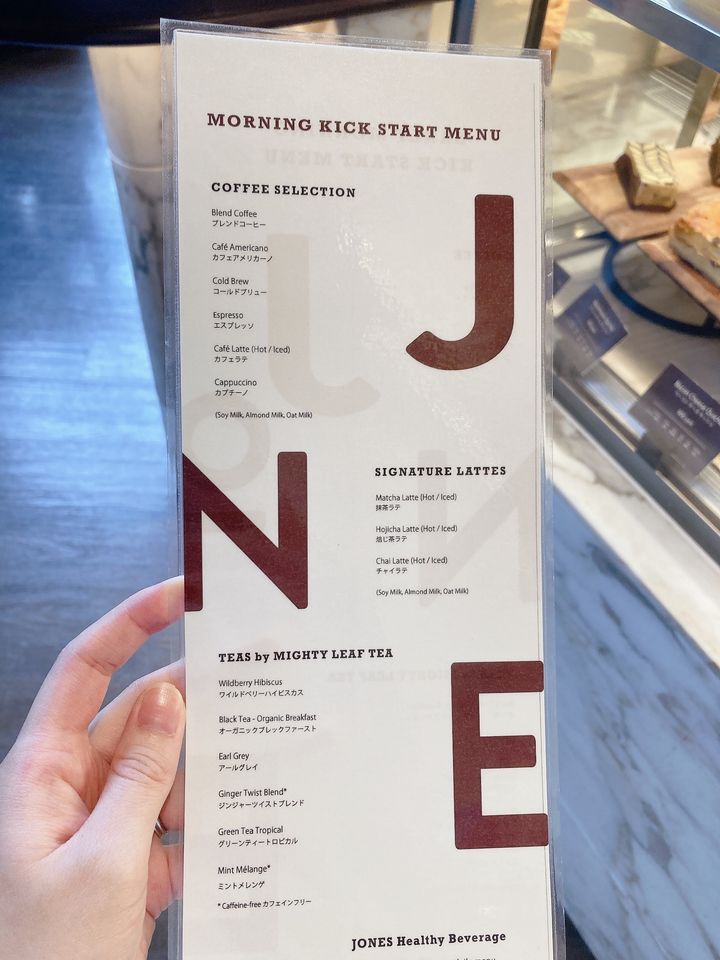 MORNING KICK START MENU
COFFEE SELECTION
Blend Coffee
ブレンドコーヒー
Café Americano
カフェアメリカーノ
Cold Brew
コールドブリュー
Espresso
エスプレッソ
Café Latte (Hot / Iced)
カフェラテ
Cappuccino
カプチーノ
(Soy Milk, Almond Milk, Oat Milk)
J
N
SIGNATURE LATTES
Matcha Latte (Hot / Iced)
抹茶ラテ
Hojicha Latte (Hot / Iced)
焙じ茶ラテ
Chai Latte (Hot / Iced)
チャイラテ
(Soy Milk, Almond Milk, Oat Milk)
TEAS by MIGHTY LEAF TEA
Wildberry Hibiscus
ワイルドベリーハイビスカス
Black Tea - Organic Breakfast
オーガニックブレックファースト
Earl Grey
アールグレイ
Ginger Twist Blend*
ジンジャーツイストブレンド
Green Tea Tropical
グリーンティートロピカル
Mint Mélange*
ミントメレンゲ
* Caffeine-free カフェインフリー
E
JONES Healthy Beverage